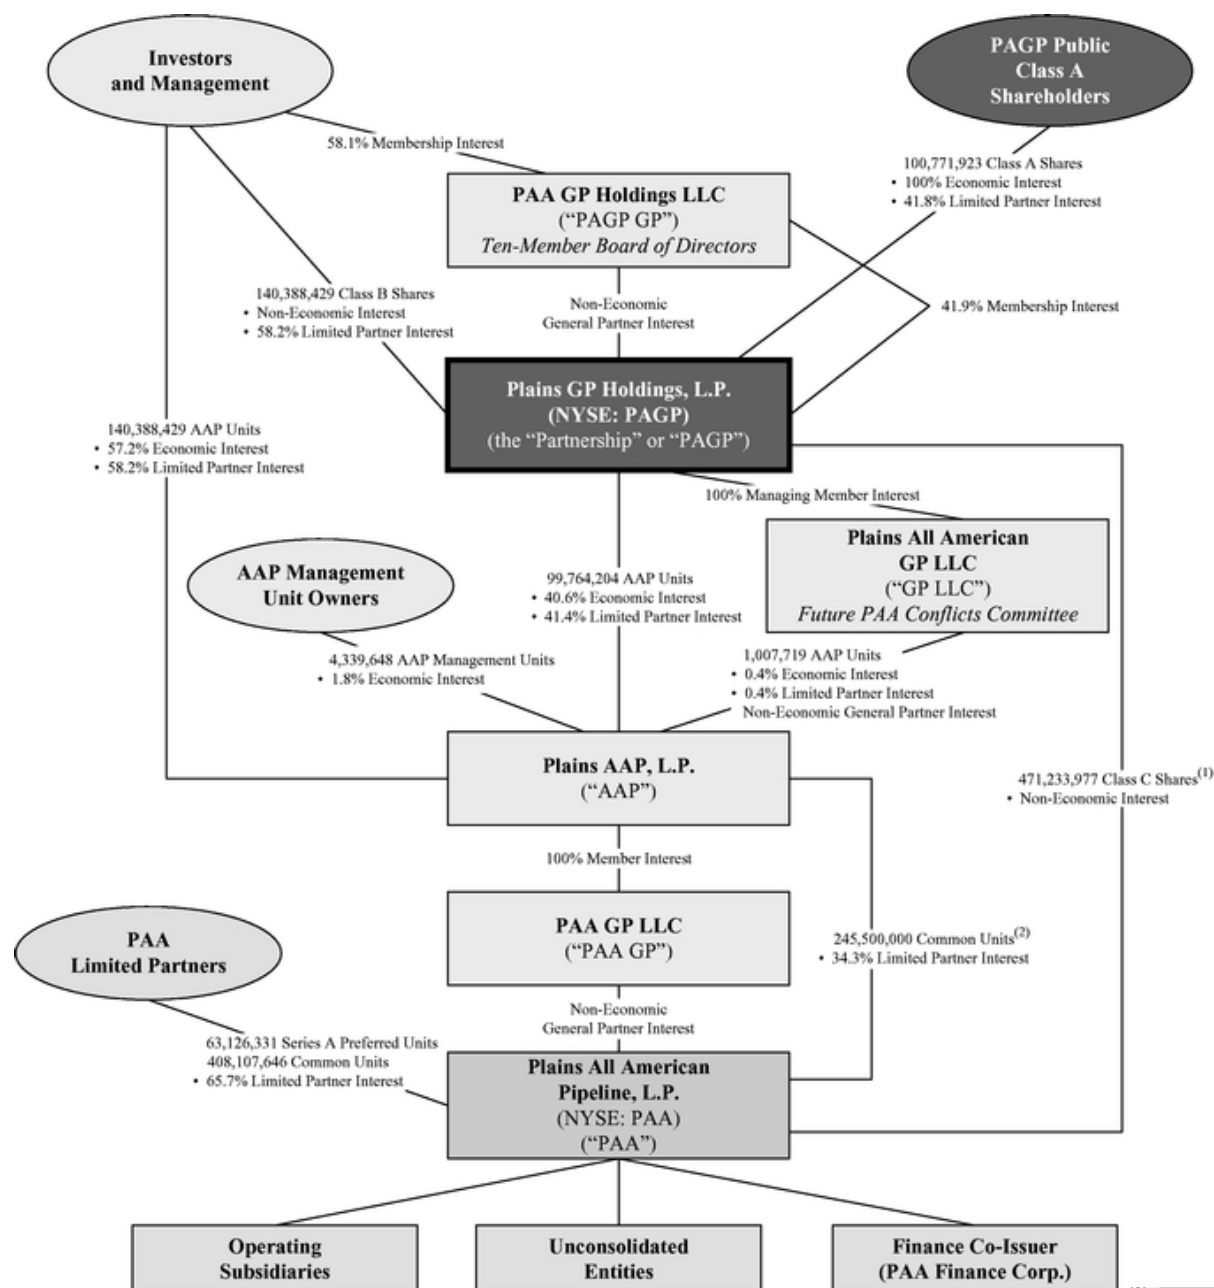 Investors
and Management
PAGP Public
Class A
Shareholders
58.1% Membership Interest
100,771,923 Class A Shares
• 100% Economic Interest
• 41.8% Limited Partner Interest
PAA GP Holdings LLC
(“PAGP GP”)
Ten-Member Board of Directors
140,388,429 Class B Shares
• Non-Economic Interest
• 58.2% Limited Partner Interest
Non-Economic
General Partner Interest
41.9% Membership Interest
Plains GP Holdings, L.P.
(NYSE: PAGP)
(the “Partnership” or “PAGP”)
140,388,429 AAP Units
• 57.2% Economic Interest
• 58.2% Limited Partner Interest
100% Managing Member Interest
Plains All American
GP LLC
(“GP LLC”)
Future PAA Conflicts Committee
AAP Management
Unit Owners
99,764,204 AAP Units
• 40.6% Economic Interest
• 41.4% Limited Partner Interest
4,339,648 AAP Management Units
• 1.8% Economic Interest
1,007,719 AAP Units
• 0.4% Economic Interest
• 0.4% Limited Partner Interest
Non-Economic General Partner Interest
Plains AAP, L.P.
(“AAP”)
471,233,977 Class C Shares(1)
• Non-Economic Interest
100% Member Interest
PAA GP LLC
(“PAA GP”)
245,500,000 Common Units(2)
• 34.3% Limited Partner Interest
PAA
Limited Partners
Non-Economic
General Partner Interest
63,126,331 Series A Preferred Units
408,107,646 Common Units
• 65.7% Limited Partner Interest
Plains All American
Pipeline, L.P.
(NYSE: PAA)
(“PAA”)
Operating
Subsidiaries
Unconsolidated
Entities
Finance Co-Issuer
(PAA Finance Corp.)